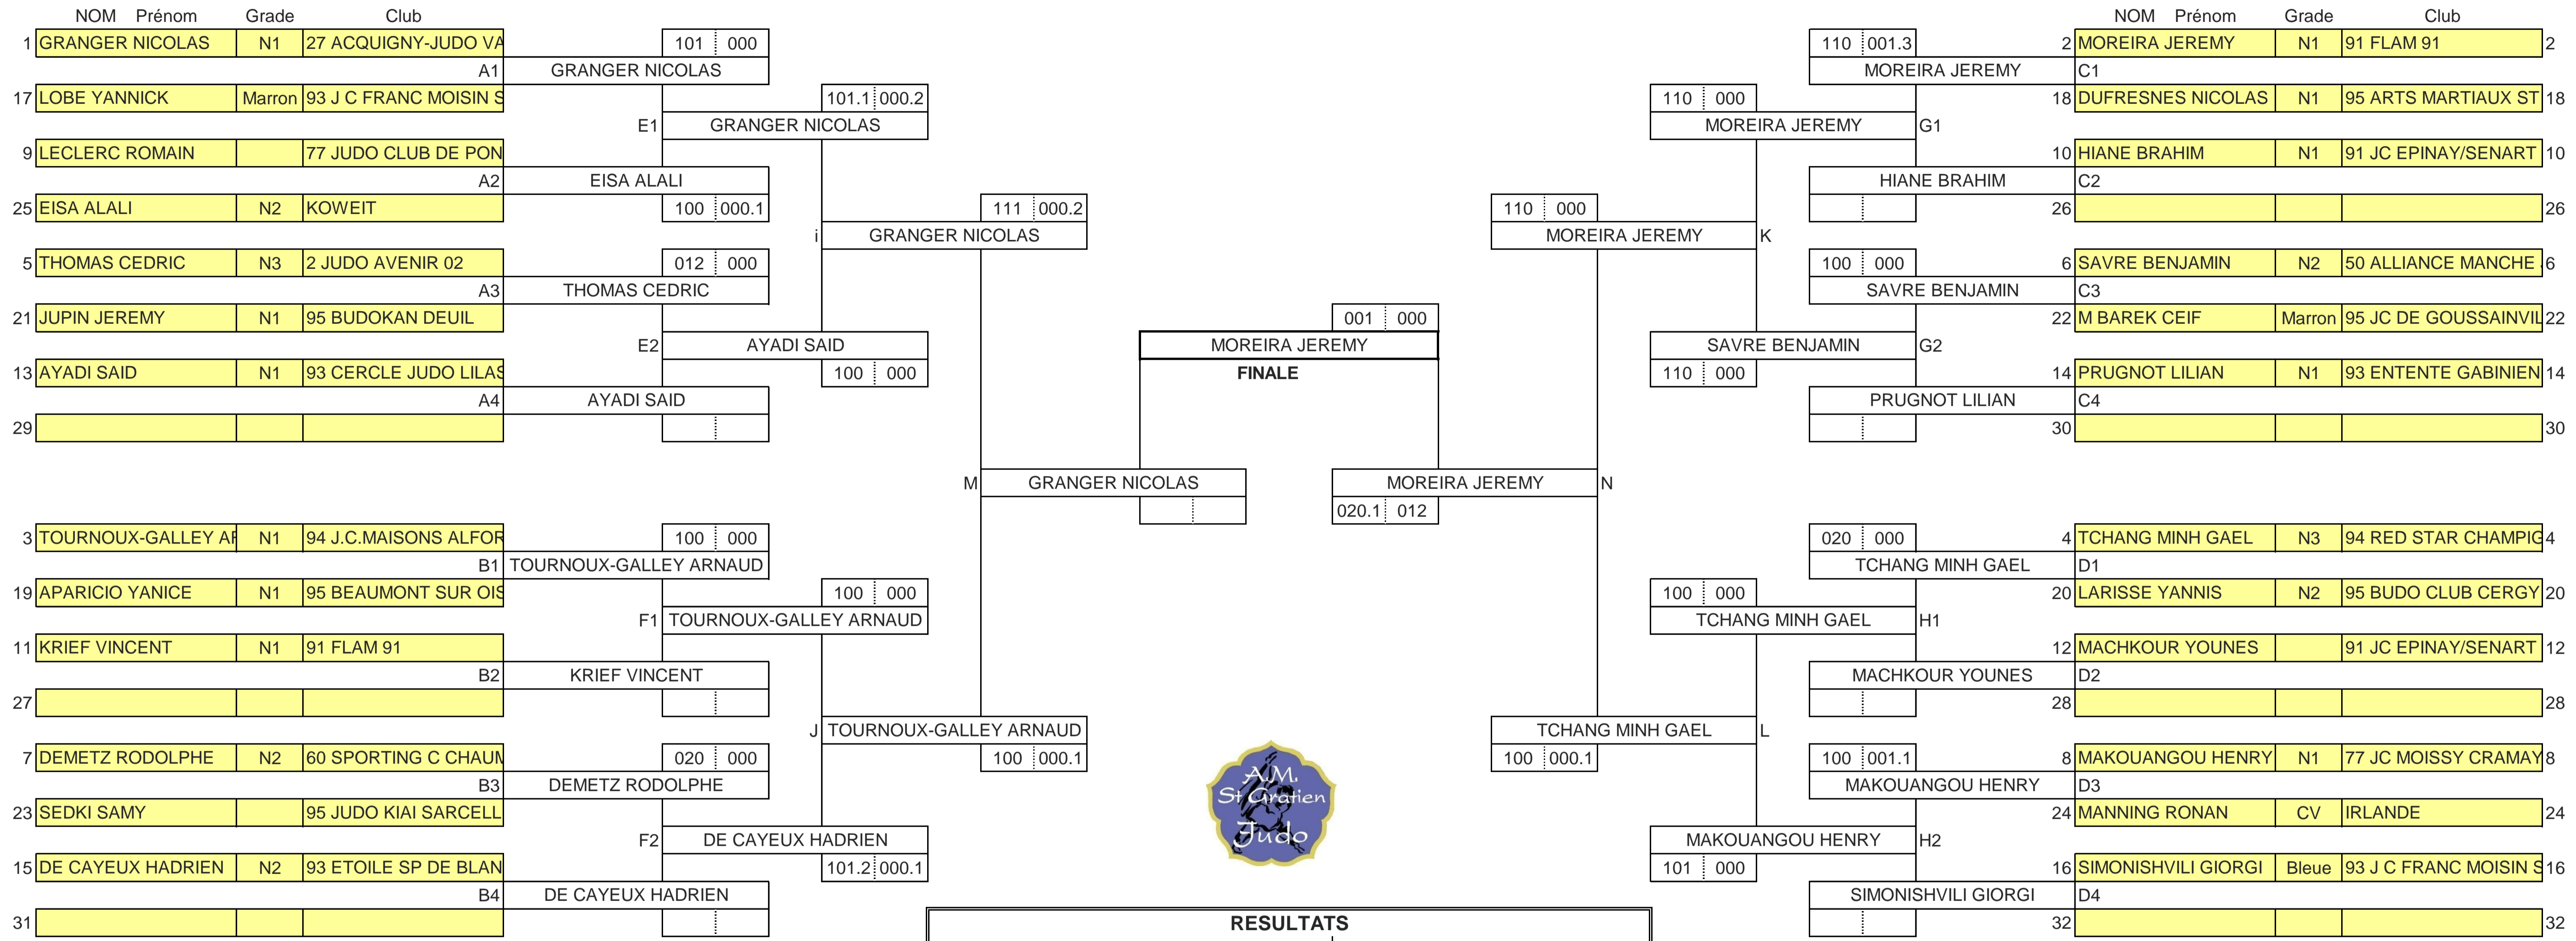 NOM Prénom Grade Club NOM Prénom Grade Club
1 GRANGER NICOLAS N1 27 ACQUIGNY-JUDO VA 101 000 110 001.3 2 MOREIRA JEREMY N1 91 FLAM 91 2
A1 GRANGER NICOLAS MOREIRA JEREMY C1
17 LOBE YANNICK Marron 93 J C FRANC MOISIN S 101.1 000.2 110 000 18 DUFRESNES NICOLAS N1 95 ARTS MARTIAUX ST 18
E1 GRANGER NICOLAS MOREIRA JEREMY G1
9 LECLERC ROMAIN 77 JUDO CLUB DE PON 10 HIANE BRAHIM N1 91 JC EPINAY/SENART 10
A2 EISA ALALI HIANE BRAHIM C2
25 EISA ALALI N2 KOWEIT 100 000.1 111 000.2 110 000 26 26
i GRANGER NICOLAS MOREIRA JEREMY K
5 THOMAS CEDRIC N3 2 JUDO AVENIR 02 012 000 100 000 6 SAVRE BENJAMIN N2 50 ALLIANCE MANCHE 6
A3 THOMAS CEDRIC SAVRE BENJAMIN C3
21 JUPIN JEREMY N1 95 BUDOKAN DEUIL 001 000 22 M BAREK CEIF Marron 95 JC DE GOUSSAINVIL 22
E2 AYADI SAID MOREIRA JEREMY SAVRE BENJAMIN G2
13 AYADI SAID N1 93 CERCLE JUDO LILAS 100 000 FINALE 110 000 14 PRUGNOT LILIAN N1 93 ENTENTE GABINIEN 14
A4 AYADI SAID PRUGNOT LILIAN C4
29 30 30
M GRANGER NICOLAS MOREIRA JEREMY N
020.1 012
3 TOURNOUX-GALLEY AR N1 94 J.C.MAISONS ALFOR 100 000 020 000 4 TCHANG MINH GAEL N3 94 RED STAR CHAMPIG 4
B1 TOURNOUX-GALLEY ARNAUD TCHANG MINH GAEL D1
19 APARICIO YANICE N1 95 BEAUMONT SUR OIS 100 000 100 000 20 LARISSE YANNIS N2 95 BUDO CLUB CERGY 20
F1 TOURNOUX-GALLEY ARNAUD TCHANG MINH GAEL H1
11 KRIEF VINCENT N1 91 FLAM 91 12 MACHKOUR YOUNES 91 JC EPINAY/SENART 12
B2 KRIEF VINCENT MACHKOUR YOUNES D2
27 28 28
J TOURNOUX-GALLEY ARNAUD TCHANG MINH GAEL L
7 DEMETZ RODOLPHE N2 60 SPORTING C CHAUM 020 000 100 000.1 100 000.1 100 001.1 8 MAKOUANGOU HENRY N1 77 JC MOISSY CRAMAY 8
B3 DEMETZ RODOLPHE A.M. St Gratien Judo MAKOUANGOU HENRY D3
23 SEDKI SAMY 95 JUDO KIAI SARCELL 24 MANNING RONAN CV IRLANDE 24
F2 DE CAYEUX HADRIEN MAKOUANGOU HENRY H2
15 DE CAYEUX HADRIEN N2 93 ETOILE SP DE BLAN 101.2 000.1 101 000 16 SIMONISHVILI GIORGI Bleue 93 J C FRANC MOISIN S 16
B4 DE CAYEUX HADRIEN SIMONISHVILI GIORGI D4
31 RESULTATS 32 32